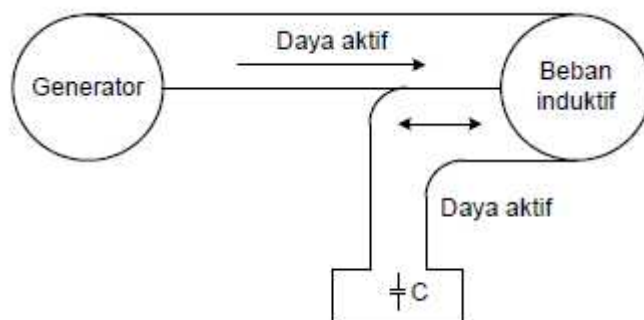 Daya aktif
Generator
Beban
induktif
Daya aktif
C